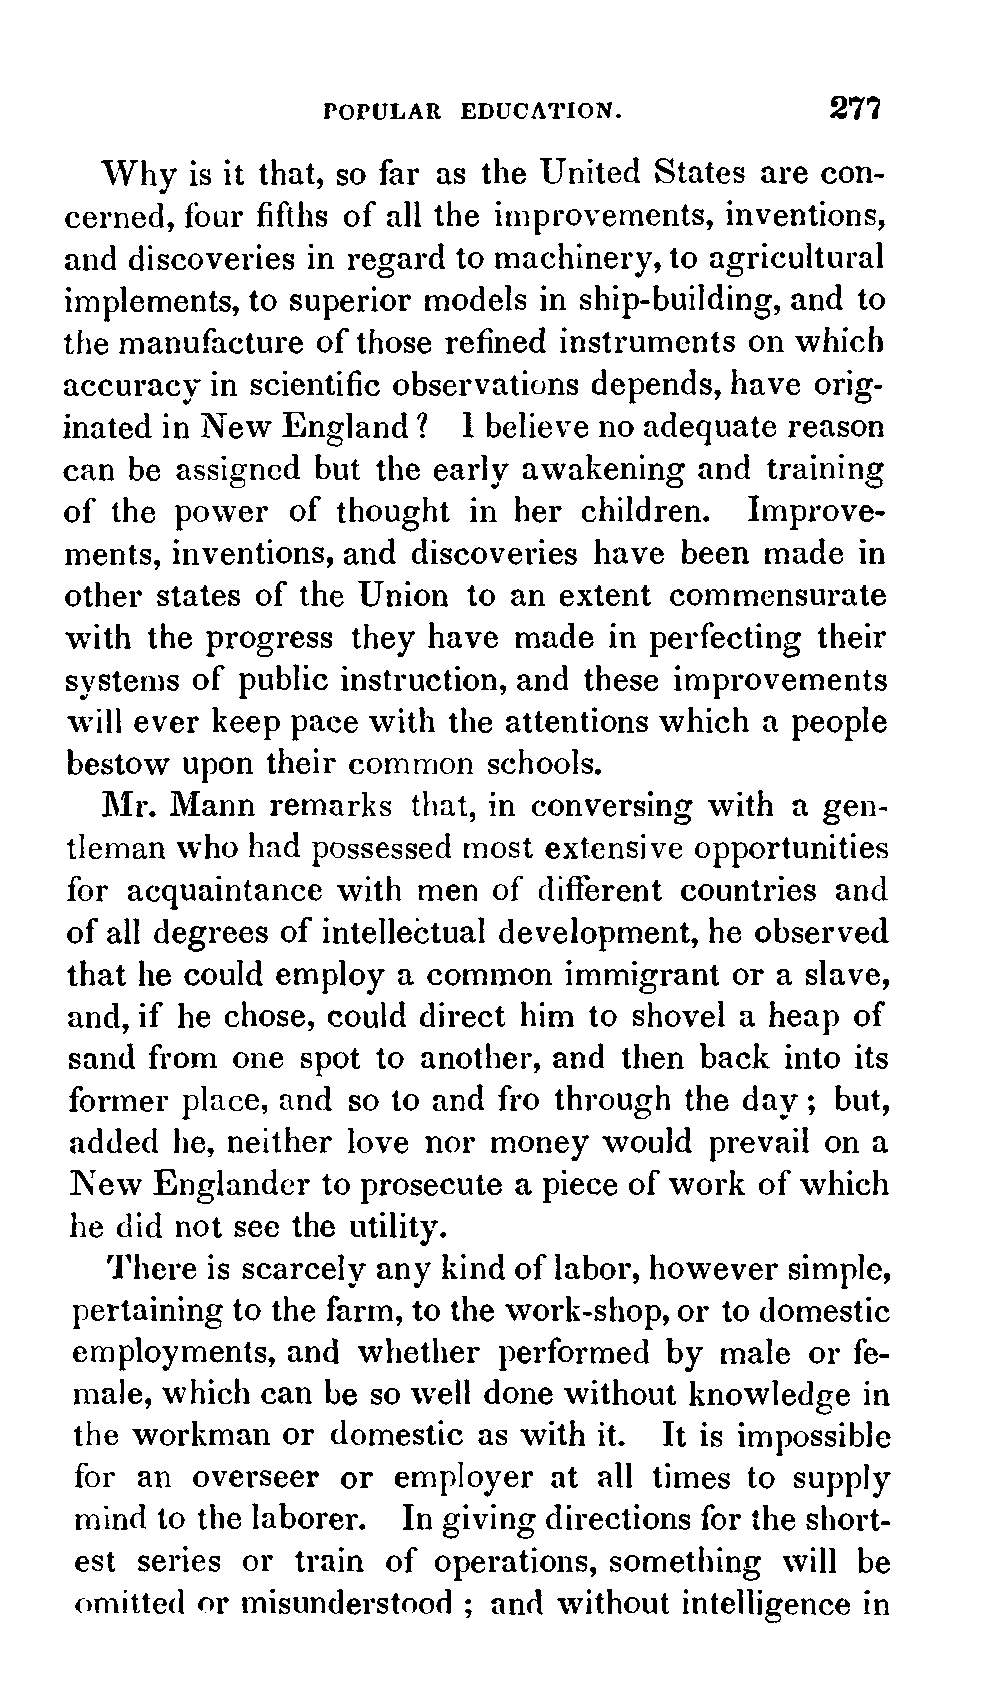 POPULAR EDUCATION. 277
Why is it that, so far as the United States are con-
cerned, four fifths of all the improvements, inventions,
and discoveries in regard to machinery, to agricultural
implements, to superior models in ship-building, and to
the manufacture of those refined instruments on which
accuracy in scientific observations depends, have orig-
inated in New England? I believe no adequate reason
can be assigned but the early awakening and training
of the power of thought in her children. Improve-
ments, inventions, and discoveries have been made in
other states of the Union to an extent commensurate
with the progress they have made in perfecting their
systems of public instruction, and these improvements
will ever keep pace with the attentions which a people
bestow upon their common schools.
Mr. Mann remarks that, in conversing with a gen-
tleman who had possessed most extensive opportunities
for acquaintance with men of different countries and
of all degrees of intellectual development, he observed
that he could employ a common immigrant or a slave,
and, if he chose, could direct him to shovel a heap of
sand from one spot to another, and then back into its
former place, and so to and fro through the day; but,
added he, neither love nor money would prevail on a
New Englander to prosecute a piece of work of which
he did not see the utility.
There is scarcely any kind of labor, however simple,
pertaining to the farm, to the work-shop, or to domestic
employments, and whether performed by male or fe-
male, which can be so well done without knowledge in
the workman or domestic as with it. It is impossible
for an overseer or employer at all times to supply
mind to the laborer. In giving directions for the short-
est series or train of operations, something will be
omitted or misunderstood; and without intelligence in